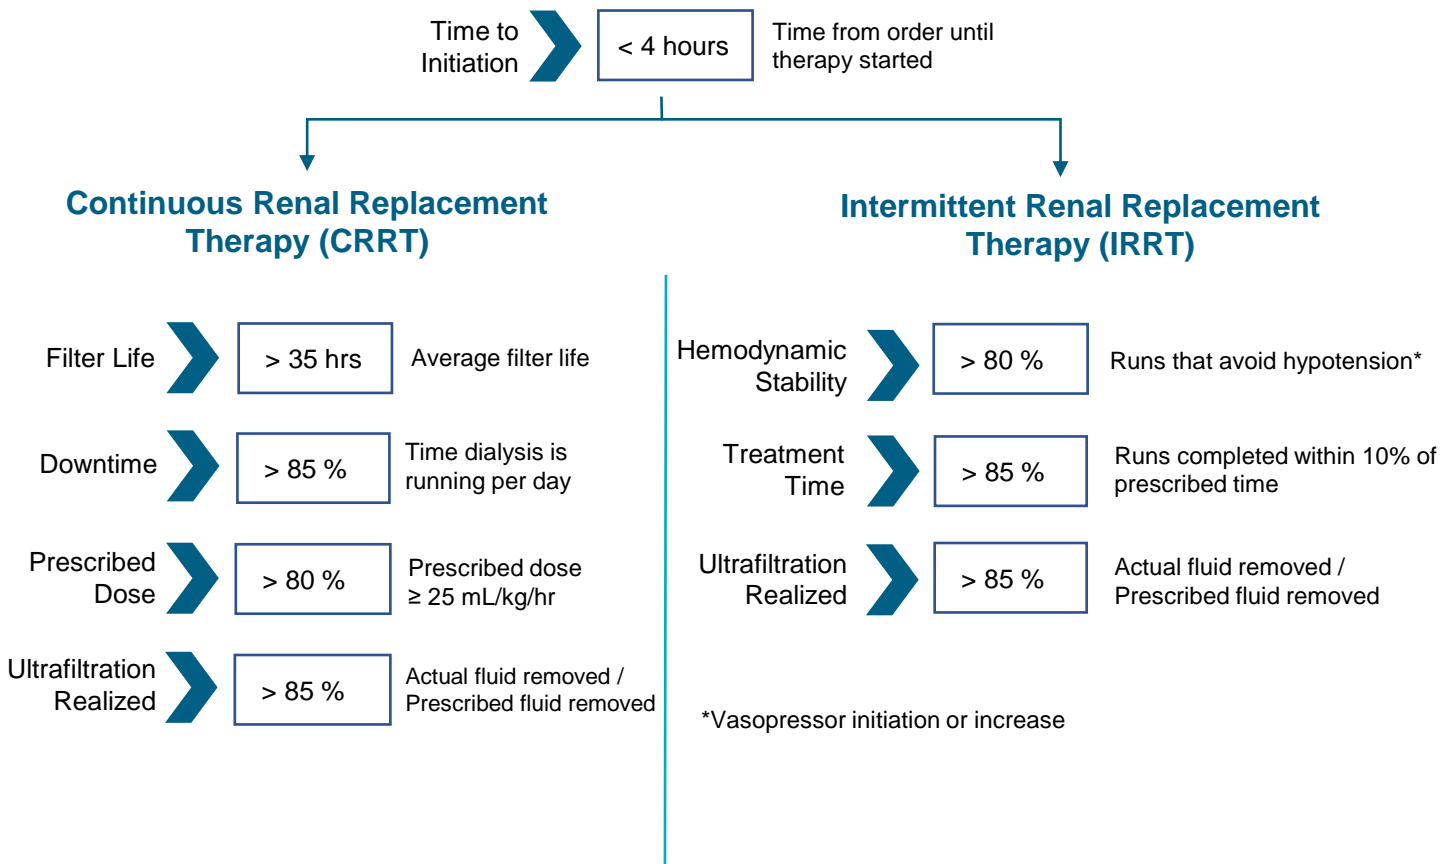 Time to
Initiation
< 4 hours
Time from order until
therapy started
Continuous Renal Replacement
Therapy (CRRT)
Filter Life
> 35 hrs
Average filter life
Downtime
> 85 %
Time dialysis is
running per day
Prescribed
Dose
> 80 %
Prescribed dose
≥ 25 mL/kg/hr
Ultrafiltration
Realized
> 85 %
Actual fluid removed /
Prescribed fluid removed
Intermittent Renal Replacement
Therapy (IRRT)
Hemodynamic
Stability
> 80 %
Runs that avoid hypotension*
Treatment
Time
> 85 %
Runs completed within 10% of
prescribed time
Ultrafiltration
Realized
> 85 %
Actual fluid removed /
Prescribed fluid removed
*Vasopressor initiation or increase